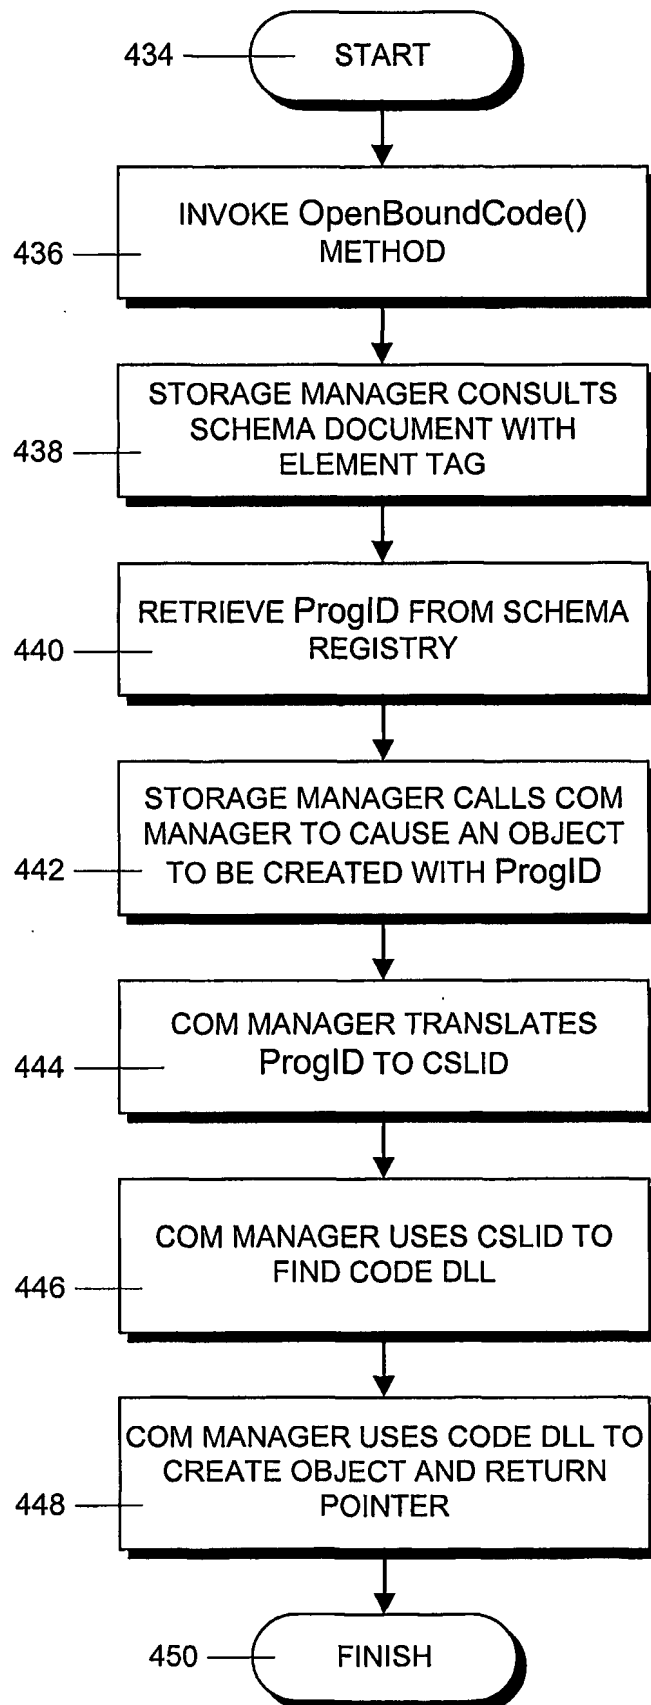 434
START
INVOKE OpenBoundCode()
METHOD
436
STORAGE MANAGER CONSULTS
SCHEMA DOCUMENT WITH
ELEMENT TAG
438
RETRIEVE ProgID FROM SCHEMA
REGISTRY
440
STORAGE MANAGER CALLS COM
MANAGER TO CAUSE AN OBJECT
TO BE CREATED WITH ProgID
442
COM MANAGER TRANSLATES
ProgID TO CSLID
444
COM MANAGER USES CSLID TO
FIND CODE DLL
446
COM MANAGER USES CODE DLL TO
CREATE OBJECT AND RETURN
POINTER
448
450
FINISH